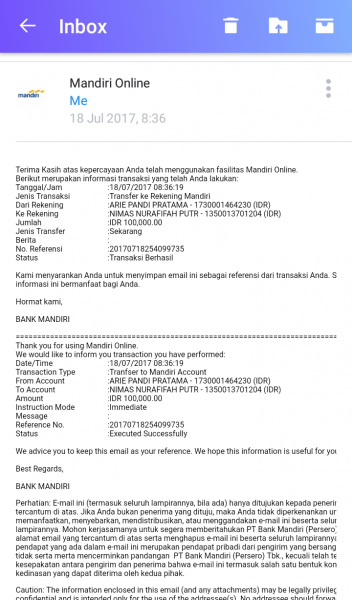 Inbox
Mandiri Online
mandiri
Me
18 Jul 2017, 8:36
Terima Kasih atas kepercayaan Anda telah menggunakan fasilitas Mandiri Online.
Berikut merupakan informasi transaksi yang telah Anda lakukan:
Tanggal/Jam :18/07/2017 08:36:19
Jenis Transaksi :Transfer ke Rekening Mandiri
Dari Rekening :ARIE PANDI PRATAMA - 1730001464230 (IDR)
Ke Rekening :NIMAS NURAFIFAH PUTR - 1350013701204 (IDR)
Jumlah :IDR 100,000.00
Jenis Transfer :Sekarang
Berita :
No. Referensi :20170718254099735
Status :Transaksi Berhasil
Kami menyarankan Anda untuk menyimpan email ini sebagai referensi dari transaksi Anda. S
informasi ini bermanfaat bagi Anda.
Hormat kami,
BANK MANDIRI
================================================================
Thank you for using Mandiri Online.
We would like to inform you transaction you have performed:
Date/Time :18/07/2017 08:36:19
Transaction Type :Tranfser to Mandiri Account
From Account :ARIE PANDI PRATAMA - 1730001464230 (IDR)
To Account :NIMAS NURAFIFAH PUTR - 1350013701204 (IDR)
Amount :IDR 100,000.00
Instruction Mode :Immediate
Message :
Reference No. :20170718254099735
Status :Executed Successfully
We advice you to keep this email as your reference. We hope this information is useful for you
Best Regards,
BANK MANDIRI
Perhatian: E-mail ini (termasuk seluruh lampirannya, bila ada) hanya ditujukan kepada penerim
tercantum di atas. Jika Anda bukan penerima yang dituju, maka Anda tidak diperkenankan un
memanfaatkan, menyebarkan, mendistribusikan, atau menggandakan e-mail ini beserta selur
lampirannya. Mohon kerjasamanya untuk segera memberitahukan PT Bank Mandiri (Persero)
alamat email yang tercantum di atas serta menghapus e-mail ini beserta seluruh lampirannya
pendapat yang ada dalam e-mail ini merupakan pendapat pribadi dari pengirim yang bersang
tidak serta merta mencerminkan pandangan PT Bank Mandiri (Persero) Tbk., kecuali telah te
kesepakatan antara pengirim dan penerima bahwa e-mail ini termasuk salah satu bentuk kon
kedinasan yang dapat diterima oleh kedua pihak.
Caution: The information enclosed in this email (and any attachments) may be legally privileg
confidential and is intended only for the use of the addressee(s). No addressee should forwa